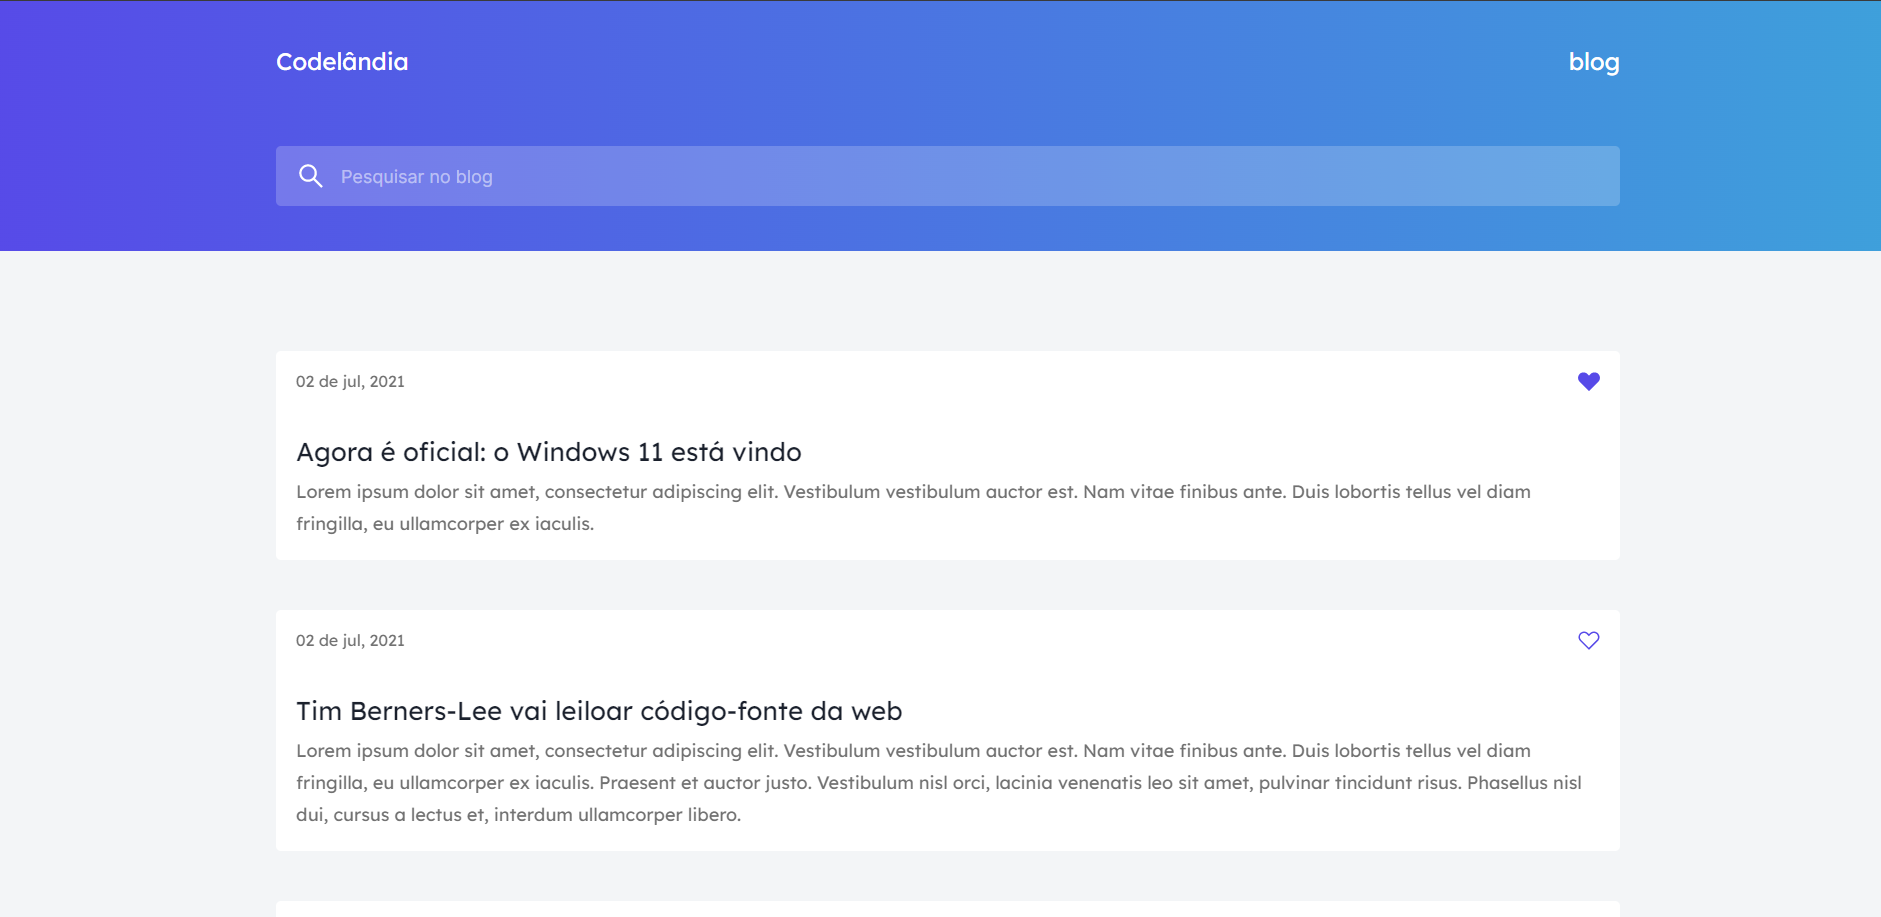 Codelândia
blog
Pesquisar no blog
02 de jul, 2021
Agora é oficial: o Windows 11 está vindo
Lorem ipsum dolor sit amet, consectetur adipiscing elit. Vestibulum vestibulum auctor est. Nam vitae finibus ante. Duis lobortis tellus vel diam
fringilla, eu ullamcorper ex iaculis.
02 de jul, 2021
Tim Berners-Lee vai leiloar código-fonte da web
Lorem ipsum dolor sit amet, consectetur adipiscing elit. Vestibulum vestibulum auctor est. Nam vitae finibus ante. Duis lobortis tellus vel diam
fringilla, eu ullamcorper ex iaculis. Praesent et auctor justo. Vestibulum nisl orci, lacinia venenatis leo sit amet, pulvinar tincidunt risus. Phasellus nisl
dui, cursus a lectus et, interdum ullamcorper libero.